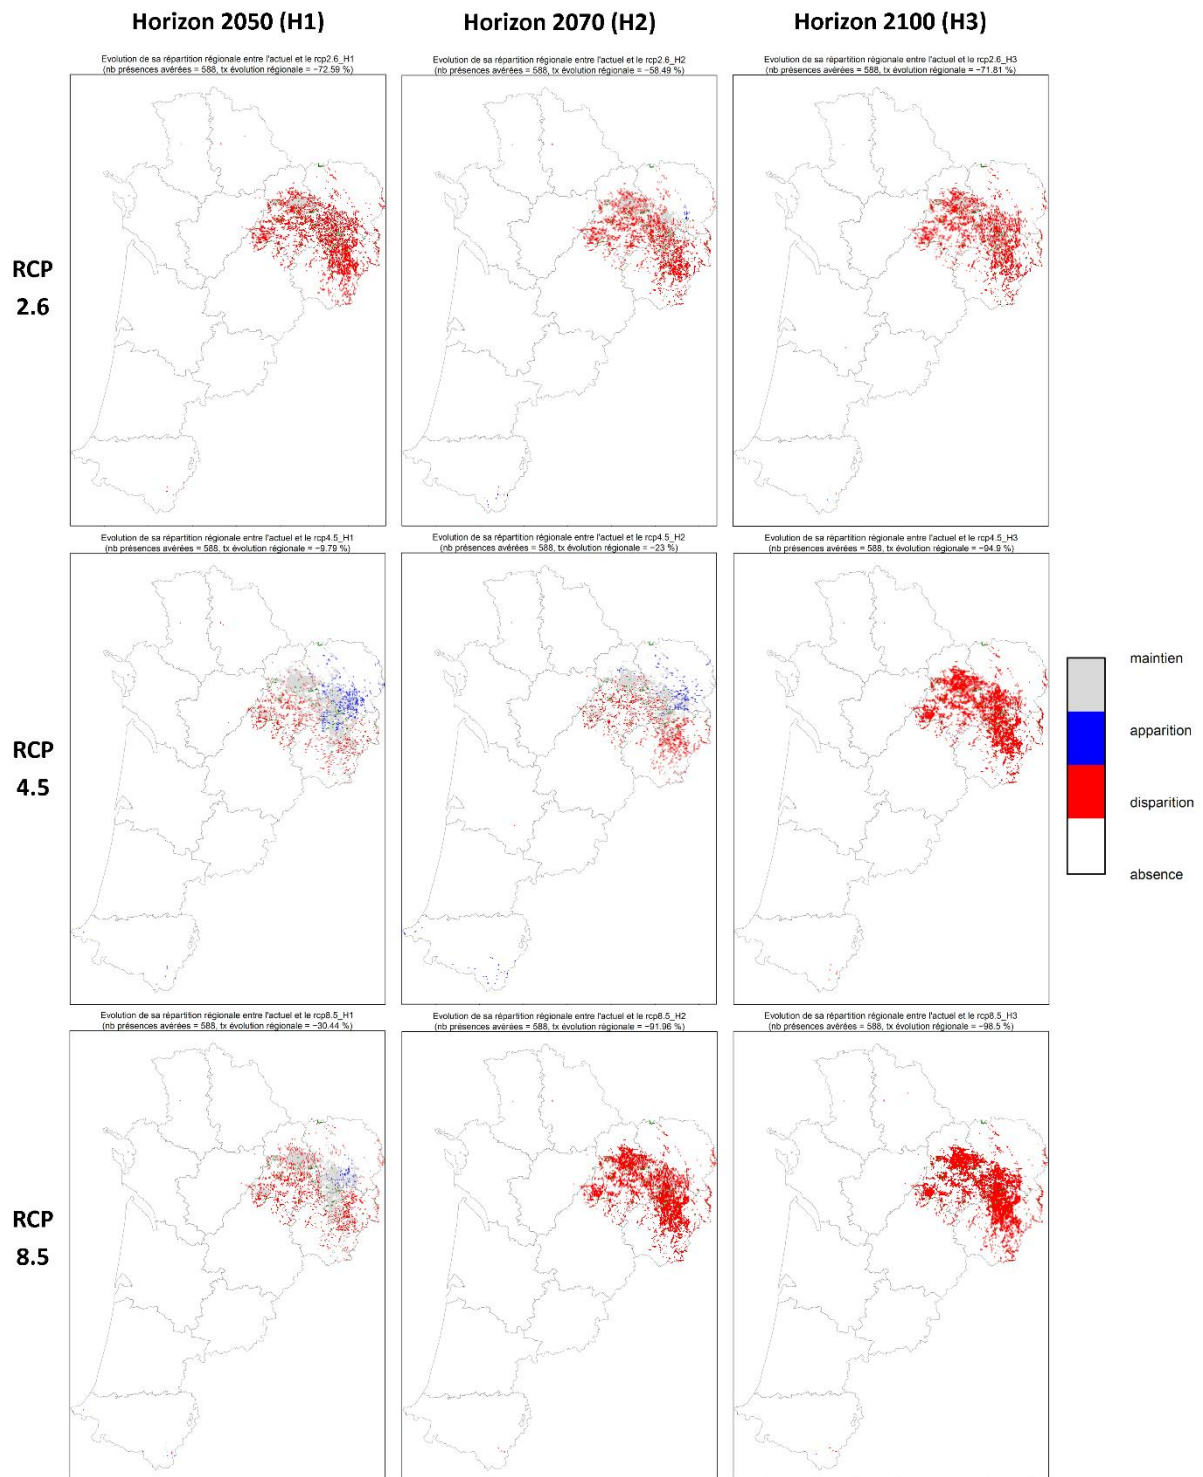 Horizon 2050 (H1)
Horizon 2070 (H2)
Horizon 2100 (H3)
Evolution de sa répartition régionale entre l'actuel et le rcp2.6_H1
(nb présences avérées = 588, tx évolution régionale = −72.59 %)
Evolution de sa répartition régionale entre l'actuel et le rcp2.6_H2
(nb présences avérées = 588, tx évolution régionale = −58.49 %)
Evolution de sa répartition régionale entre l'actuel et le rcp2.6_H3
(nb présences avérées = 588, tx évolution régionale = −71.81 %)
RCP
2.6
Evolution de sa répartition régionale entre l'actuel et le rcp4.5_H1
(nb présences avérées = 588, tx évolution régionale = −9.79 %)
Evolution de sa répartition régionale entre l'actuel et le rcp4.5_H2
(nb présences avérées = 588, tx évolution régionale = −23 %)
Evolution de sa répartition régionale entre l'actuel et le rcp4.5_H3
(nb présences avérées = 588, tx évolution régionale = −94.9 %)
RCP
4.5
maintien
apparition
disparition
absence
Evolution de sa répartition régionale entre l'actuel et le rcp8.5_H1
(nb présences avérées = 588, tx évolution régionale = −30.44 %)
Evolution de sa répartition régionale entre l'actuel et le rcp8.5_H2
(nb présences avérées = 588, tx évolution régionale = −91.96 %)
Evolution de sa répartition régionale entre l'actuel et le rcp8.5_H3
(nb présences avérées = 588, tx évolution régionale = −98.5 %)
RCP
8.5